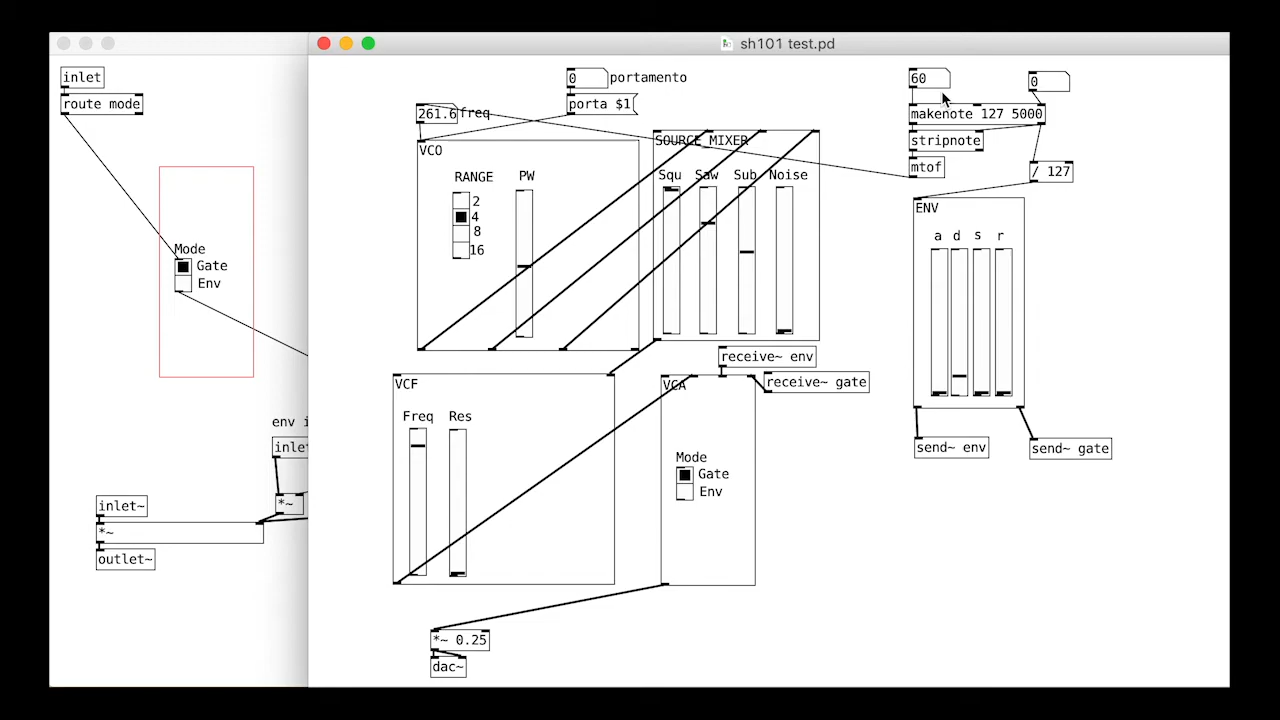 sh101 test.pd
inlet
route mode
Mode
Gate
Env
env i
inlet
*~
inlet~
*~
outlet~
0
portamento
porta $1
261.6
freq
VCO
RANGE
2
4
8
16
PW
SOURCE MIXER
Squ
Saw
Sub
Noise
60
0
makenote 127 5000
stripnote
mtof
/ 127
ENV
a d s r
receive~ env
receive~ gate
VCF
Freq
Res
VCA
Mode
Gate
Env
send~ env
send~ gate
*~ 0.25
dac~